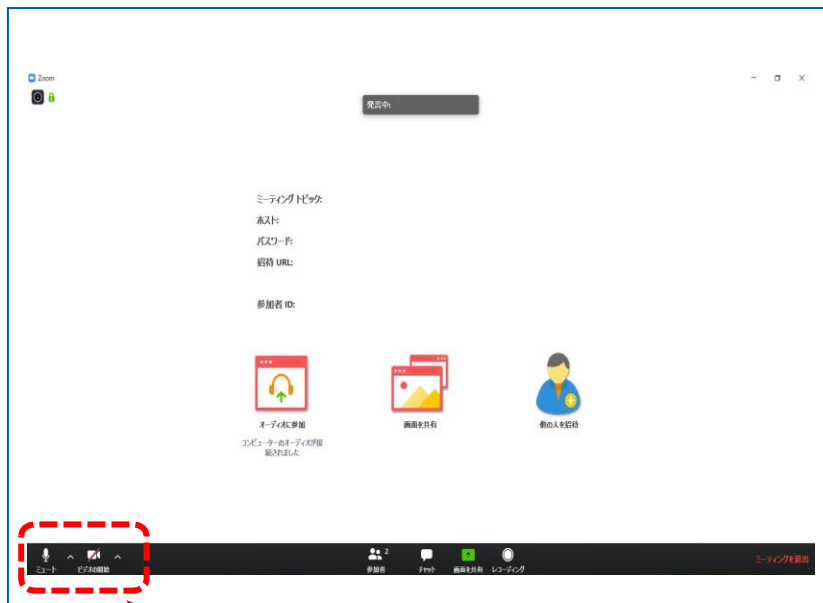 Zoom
発言中:
ミーティング トピック:
ホスト:
パスワード:
招待 URL:
参加者 ID:
オーディオに参加
画面を共有
他の人を招待
コンピューターのオーディオが接
続されました
ミュート
ビデオの開始
2
参加者
チャット
画面を共有
レコーディング
ミーティングを退出